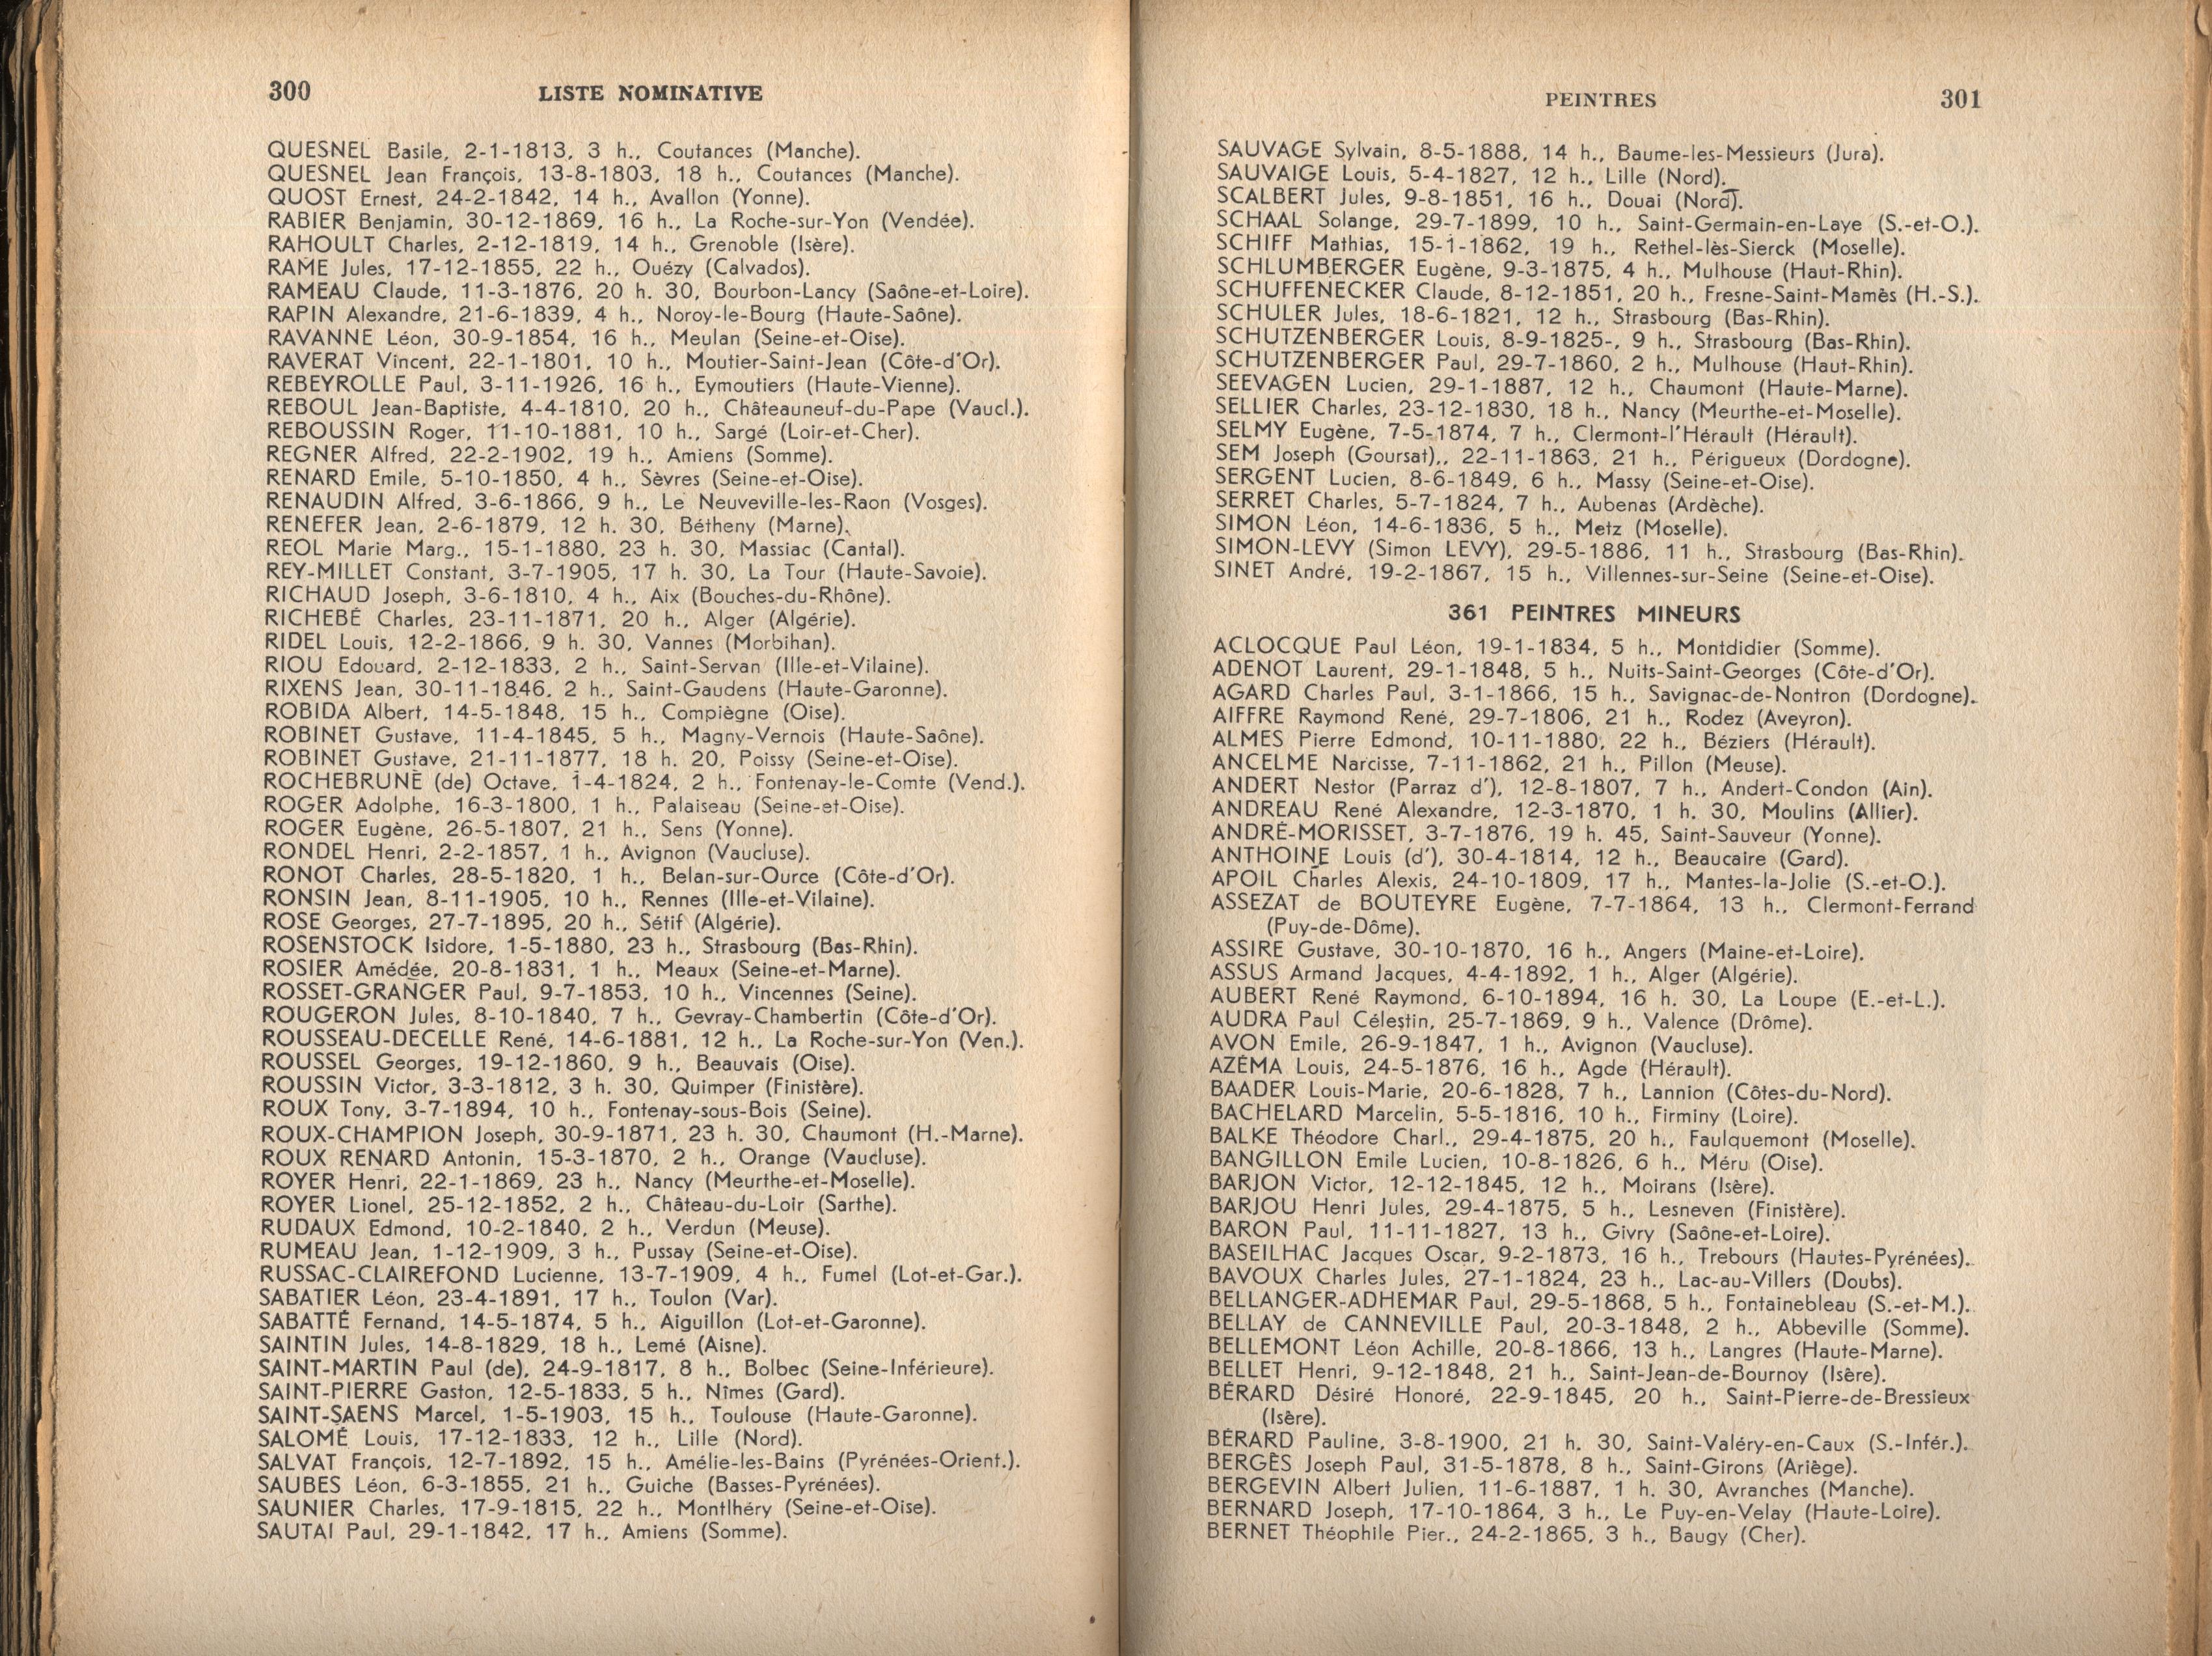 300
LISTE NOMINATIVE
QUESNEL Basile, 2-1-1813, 3 h., Coutances (Manche).
QUESNEL Jean François, 13-8-1803, 18 h., Coutances (Manche).
QUOST Ernest, 24-2-1842, 14 h., Avallon (Yonne).
RABIER Benjamin, 30-12-1869, 16 h., La Roche-sur-Yon (Vendée).
RAHOULT Charles, 2-12-1819, 14 h., Grenoble (Isère).
RAME Jules, 17-12-1855, 22 h., Ouézy (Calvados).
RAMEAU Claude, 11-3-1876, 20 h. 30, Bourbon-Lancy (Saône-et-Loire).
RAPIN Alexandre, 21-6-1839, 4 h., Noroy-le-Bourg (Haute-Saône).
RAVANNE Léon, 30-9-1854, 16 h., Meulan (Seine-et-Oise).
RAVERAT Vincent, 22-1-1801, 10 h., Moutier-Saint-Jean (Côte-d'Or).
REBEYROLLE Paul, 3-11-1926, 16 h., Eymoutiers (Haute-Vienne).
REBOUL Jean-Baptiste, 4-4-1810, 20 h., Châteauneuf-du-Pape (Vaucl.).
REBOUSSIN Roger, 11-10-1881, 10 h., Sargé (Loir-et-Cher).
REGNER Alfred, 22-2-1902, 19 h., Amiens (Somme).
RENARD Emile, 5-10-1850, 4 h., Sèvres (Seine-et-Oise).
RENAUDIN Alfred, 3-6-1866, 9 h., Le Neuveville-les-Raon (Vosges).
RENEFER Jean, 2-6-1879, 12 h. 30, Bétheny (Marne).
REOL Marie Marg., 15-1-1880, 23 h. 30, Massiac (Cantal).
REY-MILLET Constant, 3-7-1905, 17 h. 30, La Tour (Haute-Savoie).
RICHAUD Joseph, 3-6-1810, 4 h., Aix (Bouches-du-Rhône).
RICHEBÉ Charles, 23-11-1871, 20 h., Alger (Algérie).
RIDEL Louis, 12-2-1866, 9 h. 30, Vannes (Morbihan).
RIOU Edouard, 2-12-1833, 2 h., Saint-Servan (Ille-et-Vilaine).
RIXENS Jean, 30-11-1846, 2 h., Saint-Gaudens (Haute-Garonne).
ROBIDA Albert, 14-5-1848, 15 h., Compiègne (Oise).
ROBINET Gustave, 11-4-1845, 5 h., Magny-Vernois (Haute-Saône).
ROBINET Gustave, 21-11-1877, 18 h. 20, Poissy (Seine-et-Oise).
ROCHEBRUNE (de) Octave, 1-4-1824, 2 h., Fontenay-le-Comte (Vend.).
ROGER Adolphe, 16-3-1800, 1 h., Palaiseau (Seine-et-Oise).
ROGER Eugène, 26-5-1807, 21 h., Sens (Yonne).
RONDEL Henri, 2-2-1857, 1 h., Avignon (Vaucluse).
RONOT Charles, 28-5-1820, 1 h., Belan-sur-Ource (Côte-d'Or).
RONSIN Jean, 8-11-1905, 10 h., Rennes (Ille-et-Vilaine).
ROSE Georges, 27-7-1895, 20 h., Sétif (Algérie).
ROSENSTOCK Isidore, 1-5-1880, 23 h., Strasbourg (Bas-Rhin).
ROSIER Amédée, 20-8-1831, 1 h., Meaux (Seine-et-Marne).
ROSSET-GRANGER Paul, 9-7-1853, 10 h., Vincennes (Seine).
ROUGERON Jules, 8-10-1840, 7 h., Gevray-Chambertin (Côte-d'Or).
ROUSSEAU-DECELLE René, 14-6-1881, 12 h., La Roche-sur-Yon (Ven.).
ROUSSEL Georges, 19-12-1860, 9 h., Beauvais (Oise).
ROUSSIN Victor, 3-3-1812, 3 h. 30, Quimper (Finistère).
ROUX Tony, 3-7-1894, 10 h., Fontenay-sous-Bois (Seine).
ROUX-CHAMPION Joseph, 30-9-1871, 23 h. 30, Chaumont (H.-Marne).
ROUX RENARD Antonin, 15-3-1870, 2 h., Orange (Vaucluse).
ROYER Henri, 22-1-1869, 23 h., Nancy (Meurthe-et-Moselle).
ROYER Lionel, 25-12-1852, 2 h., Château-du-Loir (Sarthe).
RUDAUX Edmond, 10-2-1840, 2 h., Verdun (Meuse).
RUMEAU Jean, 1-12-1909, 3 h., Pussay (Seine-et-Oise).
RUSSAC-CLAIREFOND Lucienne, 13-7-1909, 4 h., Fumel (Lot-et-Gar.).
SABATIER Léon, 23-4-1891, 17 h., Toulon (Var).
SABATTÉ Fernand, 14-5-1874, 5 h., Aiguillon (Lot-et-Garonne).
SAINTIN Jules, 14-8-1829, 18 h., Lemé (Aisne).
SAINT-MARTIN Paul (de), 24-9-1817, 8 h., Bolbec (Seine-Inférieure).
SAINT-PIERRE Gaston, 12-5-1833, 5 h., Nîmes (Gard).
SAINT-SAENS Marcel, 1-5-1903, 15 h., Toulouse (Haute-Garonne).
SALOMÉ Louis, 17-12-1833, 12 h., Lille (Nord).
SALVAT François, 12-7-1892, 15 h., Amélie-les-Bains (Pyrénées-Orient.).
SAUBES Léon, 6-3-1855, 21 h., Guiche (Basses-Pyrénées).
SAUNIER Charles, 17-9-1815, 22 h., Montlhéry (Seine-et-Oise).
SAUTAI Paul, 29-1-1842, 17 h., Amiens (Somme).
PEINTRES
301
SAUVAGE Sylvain, 8-5-1888, 14 h., Baume-les-Messieurs (Jura).
SAUVAIGE Louis, 5-4-1827, 12 h., Lille (Nord).
SCALBERT Jules, 9-8-1851, 16 h., Douai (Nord).
SCHAAL Solange, 29-7-1899, 10 h., Saint-Germain-en-Laye (S.-et-O.).
SCHIFF Mathias, 15-1-1862, 19 h., Rethel-lès-Sierck (Moselle).
SCHLUMBERGER Eugène, 9-3-1875, 4 h., Mulhouse (Haut-Rhin).
SCHUFFENECKER Claude, 8-12-1851, 20 h., Fresne-Saint-Mamès (H.-S.).
SCHULER Jules, 18-6-1821, 12 h., Strasbourg (Bas-Rhin).
SCHUTZENBERGER Louis, 8-9-1825-, 9 h., Strasbourg (Bas-Rhin).
SCHUTZENBERGER Paul, 29-7-1860, 2 h., Mulhouse (Haut-Rhin).
SEEVAGEN Lucien, 29-1-1887, 12 h., Chaumont (Haute-Marne).
SELLIER Charles, 23-12-1830, 18 h., Nancy (Meurthe-et-Moselle).
SELMY Eugène, 7-5-1874, 7 h., Clermont-l'Hérault (Hérault).
SEM Joseph (Goursat),, 22-11-1863, 21 h., Périgueux (Dordogne).
SERGENT Lucien, 8-6-1849, 6 h., Massy (Seine-et-Oise).
SERRET Charles, 5-7-1824, 7 h., Aubenas (Ardèche).
SIMON Léon, 14-6-1836, 5 h., Metz (Moselle).
SIMON-LEVY (Simon LEVY), 29-5-1886, 11 h., Strasbourg (Bas-Rhin).
SINET André, 19-2-1867, 15 h., Villennes-sur-Seine (Seine-et-Oise).
361 PEINTRES MINEURS
ACLOCQUE Paul Léon, 19-1-1834, 5 h., Montdidier (Somme).
ADENOT Laurent, 29-1-1848, 5 h., Nuits-Saint-Georges (Côte-d'Or).
AGARD Charles Paul, 3-1-1866, 15 h., Savignac-de-Nontron (Dordogne).
AIFFRE Raymond René, 29-7-1806, 21 h., Rodez (Aveyron).
ALMES Pierre Edmond, 10-11-1880, 22 h., Béziers (Hérault).
ANCELME Narcisse, 7-11-1862, 21 h., Pillon (Meuse).
ANDERT Nestor (Parraz d'), 12-8-1807, 7 h., Andert-Condon (Ain).
ANDREAU René Alexandre, 12-3-1870, 1 h. 30, Moulins (Allier).
ANDRÉ-MORISSET, 3-7-1876, 19 h. 45, Saint-Sauveur (Yonne).
ANTHOINE Louis (d'), 30-4-1814, 12 h., Beaucaire (Gard).
APOIL Charles Alexis, 24-10-1809, 17 h., Mantes-la-Jolie (S.-et-O.).
ASSEZAT de BOUTEYRE Eugène, 7-7-1864, 13 h., Clermont-Ferrand
(Puy-de-Dôme).
ASSIRE Gustave, 30-10-1870, 16 h., Angers (Maine-et-Loire).
ASSUS Armand Jacques, 4-4-1892, 1 h., Alger (Algérie).
AUBERT René Raymond, 6-10-1894, 16 h. 30, La Loupe (E.-et-L.).
AUDRA Paul Célestin, 25-7-1869, 9 h., Valence (Drôme).
AVON Emile, 26-9-1847, 1 h., Avignon (Vaucluse).
AZÉMA Louis, 24-5-1876, 16 h., Agde (Hérault).
BAADER Louis-Marie, 20-6-1828, 7 h., Lannion (Côtes-du-Nord).
BACHELARD Marcelin, 5-5-1816, 10 h., Firminy (Loire).
BALKE Théodore Charl., 29-4-1875, 20 h., Faulquemont (Moselle).
BANGILLON Emile Lucien, 10-8-1826, 6 h., Méru (Oise).
BARJON Victor, 12-12-1845, 12 h., Moirans (Isère).
BARJOU Henri Jules, 29-4-1875, 5 h., Lesneven (Finistère).
BARON Paul, 11-11-1827, 13 h., Givry (Saône-et-Loire).
BASEILHAC Jacques Oscar, 9-2-1873, 16 h., Trebours (Hautes-Pyrénées).
BAVOUX Charles Jules, 27-1-1824, 23 h., Lac-au-Villers (Doubs).
BELLANGER-ADHEMAR Paul, 29-5-1868, 5 h., Fontainebleau (S.-et-M.).
BELLAY de CANNEVILLE Paul, 20-3-1848, 2 h., Abbeville (Somme).
BELLEMONT Léon Achille, 20-8-1866, 13 h., Langres (Haute-Marne).
BELLET Henri, 9-12-1848, 21 h., Saint-Jean-de-Bournoy (Isère).
BÉRARD Désiré Honoré, 22-9-1845, 20 h., Saint-Pierre-de-Bressieux
(Isère).
BÉRARD Pauline, 3-8-1900, 21 h. 30, Saint-Valéry-en-Caux (S.-Infér.).
BERGÈS Joseph Paul, 31-5-1878, 8 h., Saint-Girons (Ariège).
BERGEVIN Albert Julien, 11-6-1887, 1 h. 30, Avranches (Manche).
BERNARD Joseph, 17-10-1864, 3 h., Le Puy-en-Velay (Haute-Loire).
BERNET Théophile Pier., 24-2-1865, 3 h., Baugy (Cher).